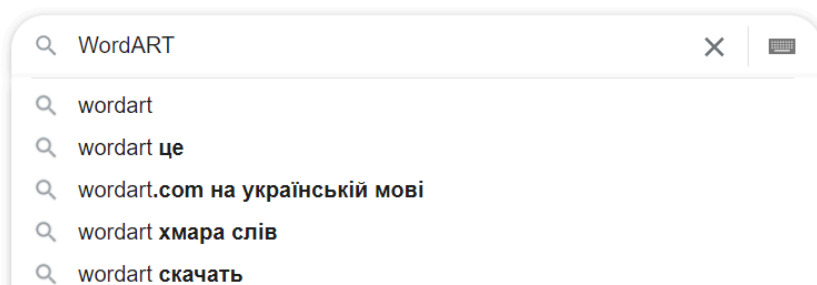 WordART
wordart
wordart це
wordart.com на українській мові
wordart хмара слів
wordart скачать